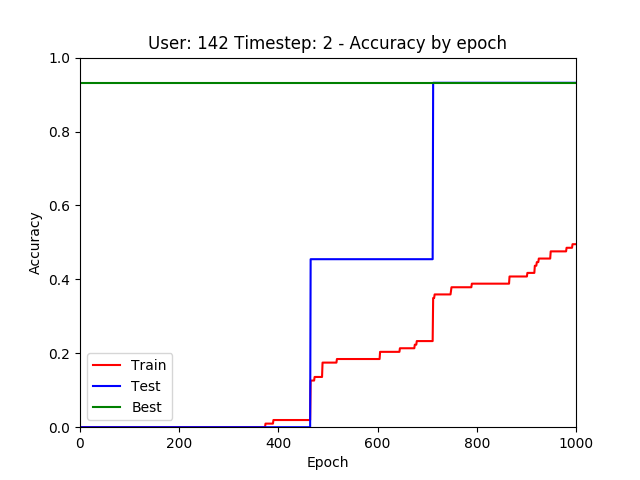 User: 142 Timestep: 2 - Accuracy by epoch
1.0
0.8
0.6
0.4
0.2
0.0
Accuracy
Train
Test
Best
0 200 400 600 800 1000
Epoch